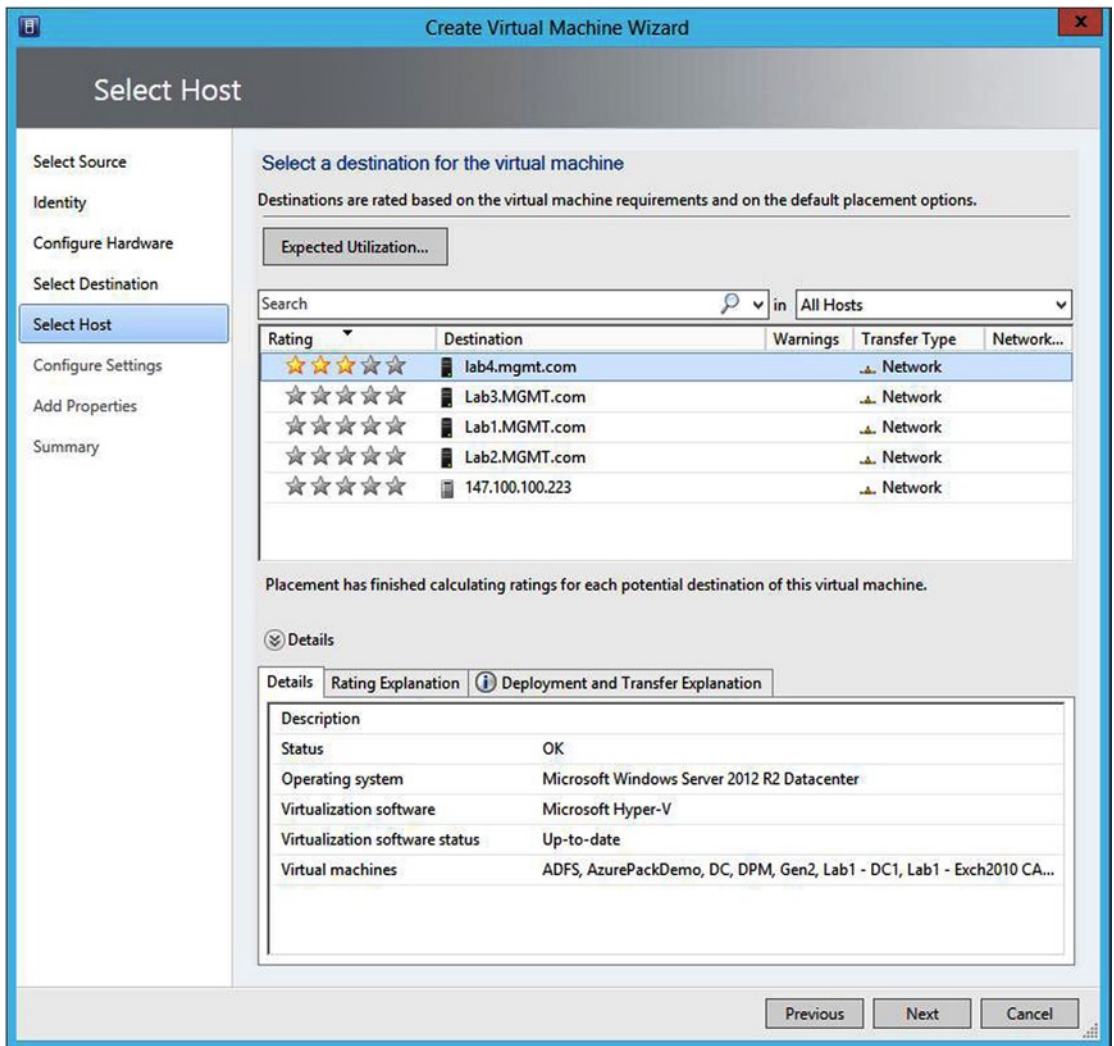 Create Virtual Machine Wizard
x
Select Host
Select Source
Identity
Configure Hardware
Select Destination
Select Host
Configure Settings
Add Properties
Summary
Select a destination for the virtual machine
Destinations are rated based on the virtual machine requirements and on the default placement options.
Expected Utilization...
Search in All Hosts
Rating Destination Warnings Transfer Type Network...
lab4.mgmt.com Network
Lab3.MGMT.com Network
Lab1.MGMT.com Network
Lab2.MGMT.com Network
147.100.100.223 Network
Placement has finished calculating ratings for each potential destination of this virtual machine.
Details
Details Rating Explanation Deployment and Transfer Explanation
Description
Status OK
Operating system Microsoft Windows Server 2012 R2 Datacenter
Virtualization software Microsoft Hyper-V
Virtualization software status Up-to-date
Virtual machines ADFS, AzurePackDemo, DC, DPM, Gen2, Lab1 - DC1, Lab1 - Exch2010 CA...
Previous Next Cancel